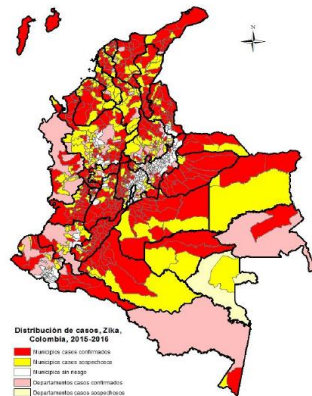 N
Distribución de casos, Zika,
Colombia, 2015-2016
Municipios casos confirmados
Municipios casos sospechosos
Municipios sin riesgo
Departamentos casos confirmados
Departamentos casos sospechosos